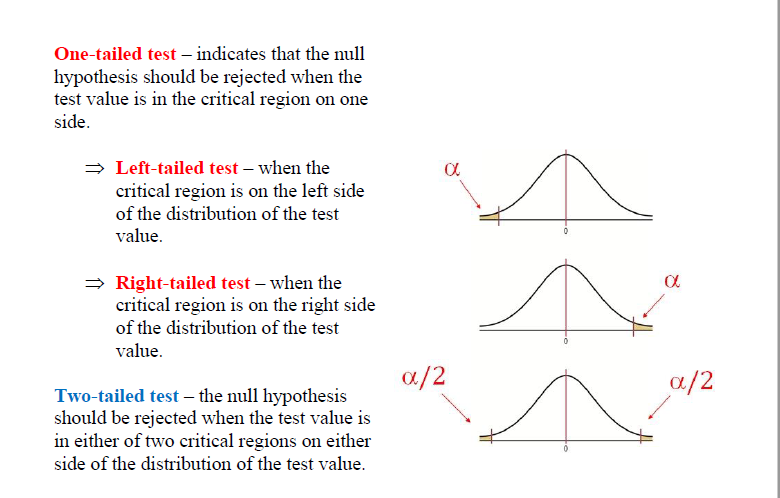 One-tailed test – indicates that the null
hypothesis should be rejected when the
test value is in the critical region on one
side.
⇒ Left-tailed test – when the
critical region is on the left side
of the distribution of the test
value.
α
0
⇒ Right-tailed test – when the
critical region is on the right side
of the distribution of the test
value.
α
0
Two-tailed test – the null hypothesis
should be rejected when the test value is
in either of two critical regions on either
side of the distribution of the test value.
α/2
α/2
0